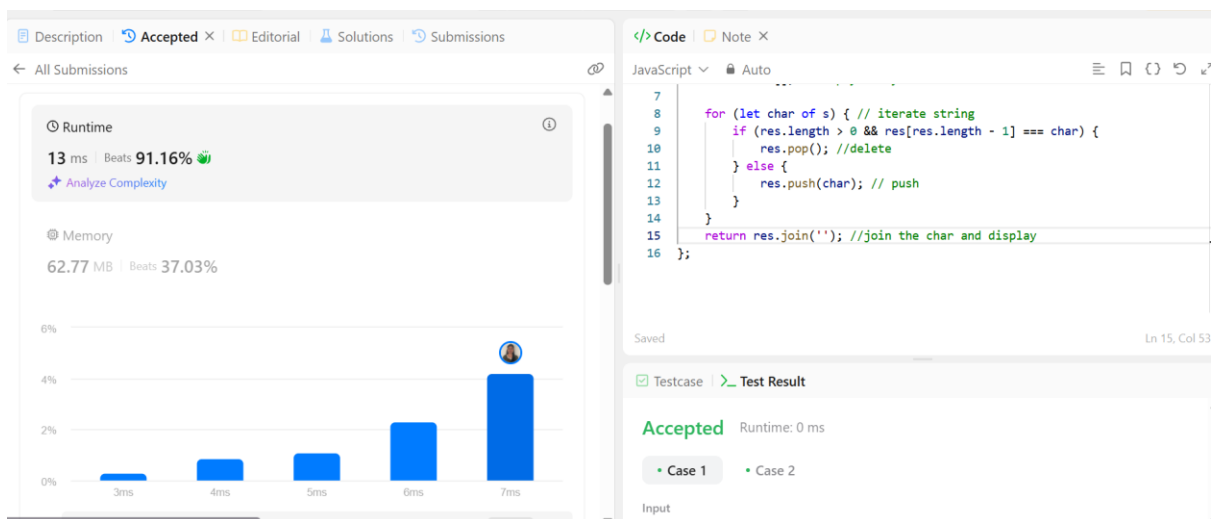 Description
Accepted
Editorial
Solutions
Submissions
All Submissions
Runtime
13 ms Beats 91.16%
Analyze Complexity
Memory
62.77 MB Beats 37.03%
6%
4%
2%
0%
3ms 4ms 5ms 6ms 7ms
</> Code
Note
JavaScript Auto
7
8 for (let char of s) { // iterate string
9 if (res.length > 0 && res[res.length - 1] === char) {
10 res.pop(); //delete
11 } else {
12 res.push(char); // push
13 }
14 }
15 return res.join(''); //join the char and display
16 };
Saved Ln 15, Col 53
Testcase
Test Result
Accepted Runtime: 0 ms
Case 1 Case 2
Input